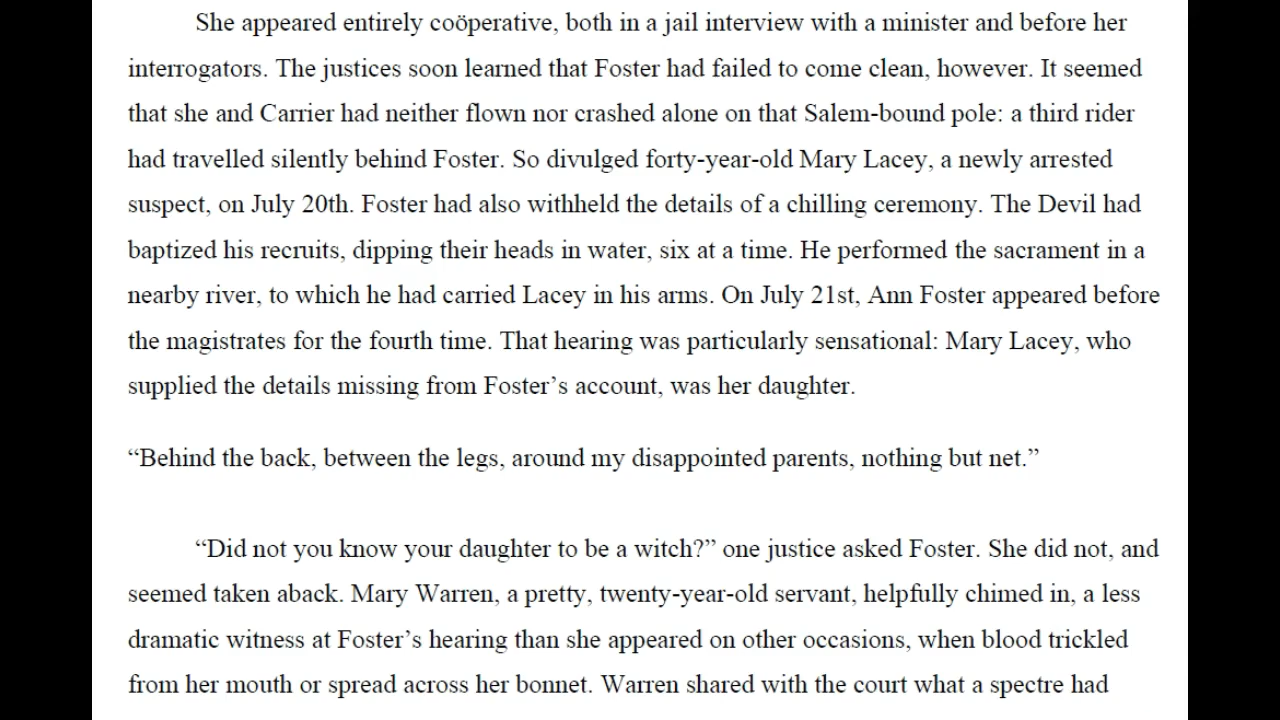 She appeared entirely coöperative, both in a jail interview with a minister and before her
interrogators. The justices soon learned that Foster had failed to come clean, however. It seemed
that she and Carrier had neither flown nor crashed alone on that Salem-bound pole: a third rider
had travelled silently behind Foster. So divulged forty-year-old Mary Lacey, a newly arrested
suspect, on July 20th. Foster had also withheld the details of a chilling ceremony. The Devil had
baptized his recruits, dipping their heads in water, six at a time. He performed the sacrament in a
nearby river, to which he had carried Lacey in his arms. On July 21st, Ann Foster appeared before
the magistrates for the fourth time. That hearing was particularly sensational: Mary Lacey, who
supplied the details missing from Foster’s account, was her daughter.
“Behind the back, between the legs, around my disappointed parents, nothing but net.”
“Did not you know your daughter to be a witch?” one justice asked Foster. She did not, and
seemed taken aback. Mary Warren, a pretty, twenty-year-old servant, helpfully chimed in, a less
dramatic witness at Foster’s hearing than she appeared on other occasions, when blood trickled
from her mouth or spread across her bonnet. Warren shared with the court what a spectre had